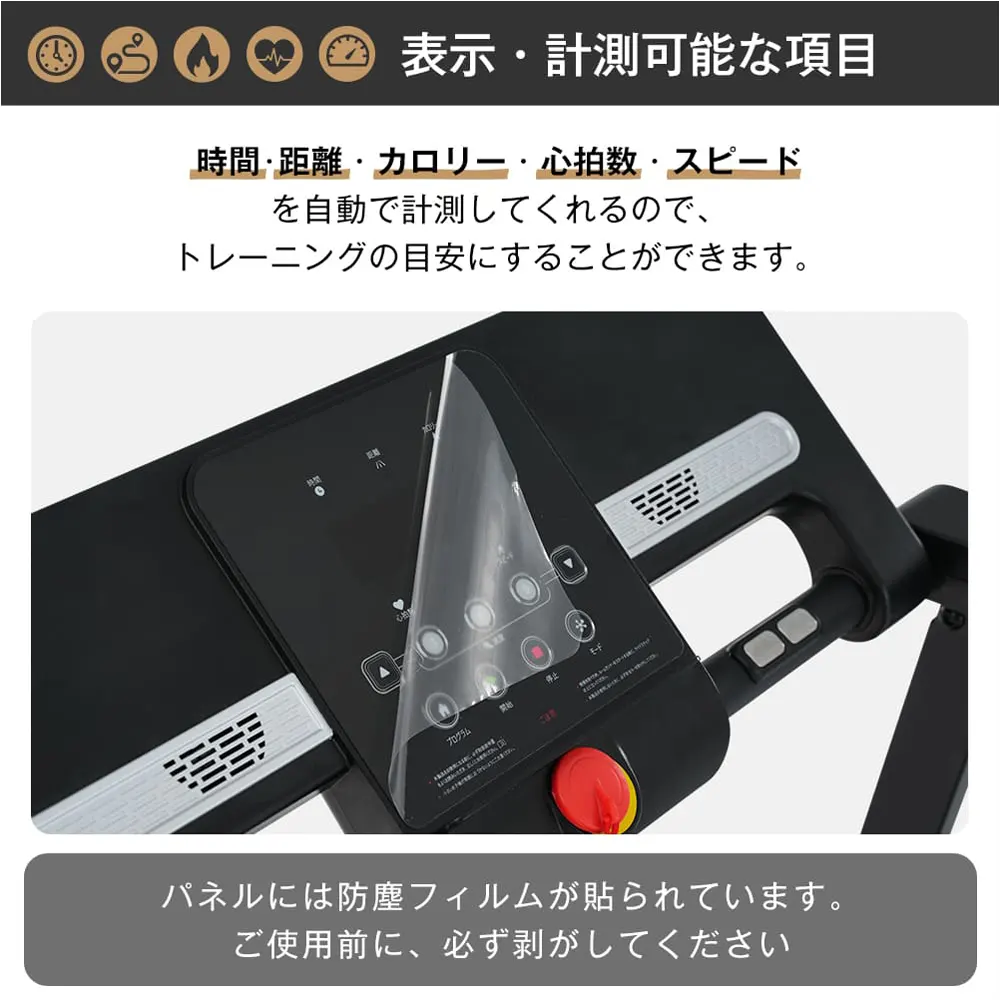 表示・計測可能な項目
時間・距離・カロリー・心拍数・スピード
を自動で計測してくれるので、
トレーニングの目安にすることができます。
距離
時間
モード
停止
開始
プログラム
ご注意
パネルには防塵フィルムが貼られています。
ご使用前に、必ず剥がしてください